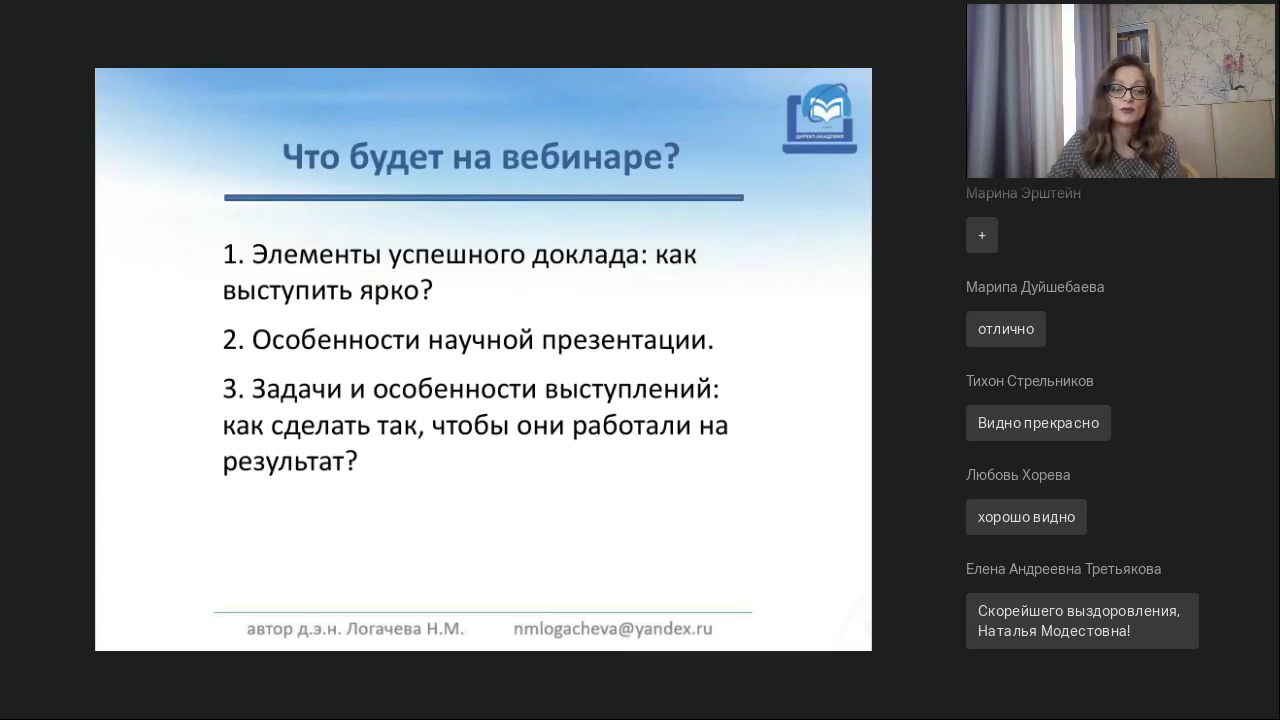 Что будет на вебинаре?
ДИРЕКТ-АКАДЕМИЯ
1. Элементы успешного доклада: как
выступить ярко?
2. Особенности научной презентации.
3. Задачи и особенности выступлений:
как сделать так, чтобы они работали на
результат?
автор д.э.н. Логачева Н.М. nmlogacheva@yandex.ru
Марина Эрштейн
+
Марипа Дуйшебаева
отлично
Тихон Стрельников
Видно прекрасно
Любовь Хорева
хорошо видно
Елена Андреевна Третьякова
Скорейшего выздоровления,
Наталья Модестовна!